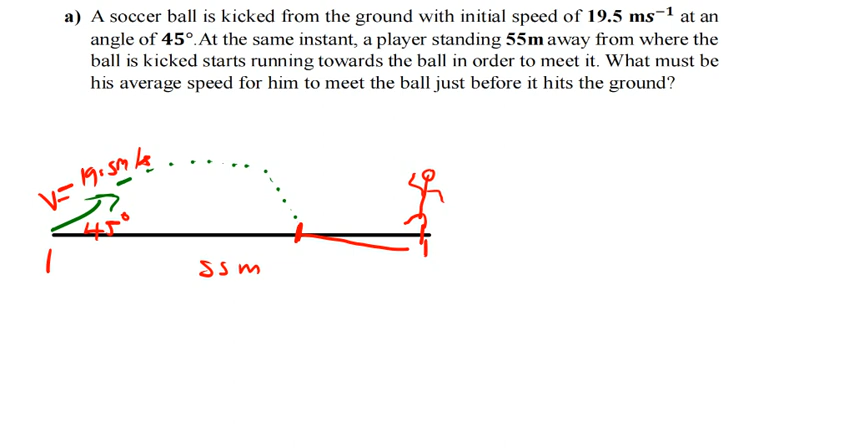 a) A soccer ball is kicked from the ground with initial speed of 19.5 ms⁻¹ at an
angle of 45°.At the same instant, a player standing 55m away from where the
ball is kicked starts running towards the ball in order to meet it. What must be
his average speed for him to meet the ball just before it hits the ground?
V= 19.5m/s
45°
55 m